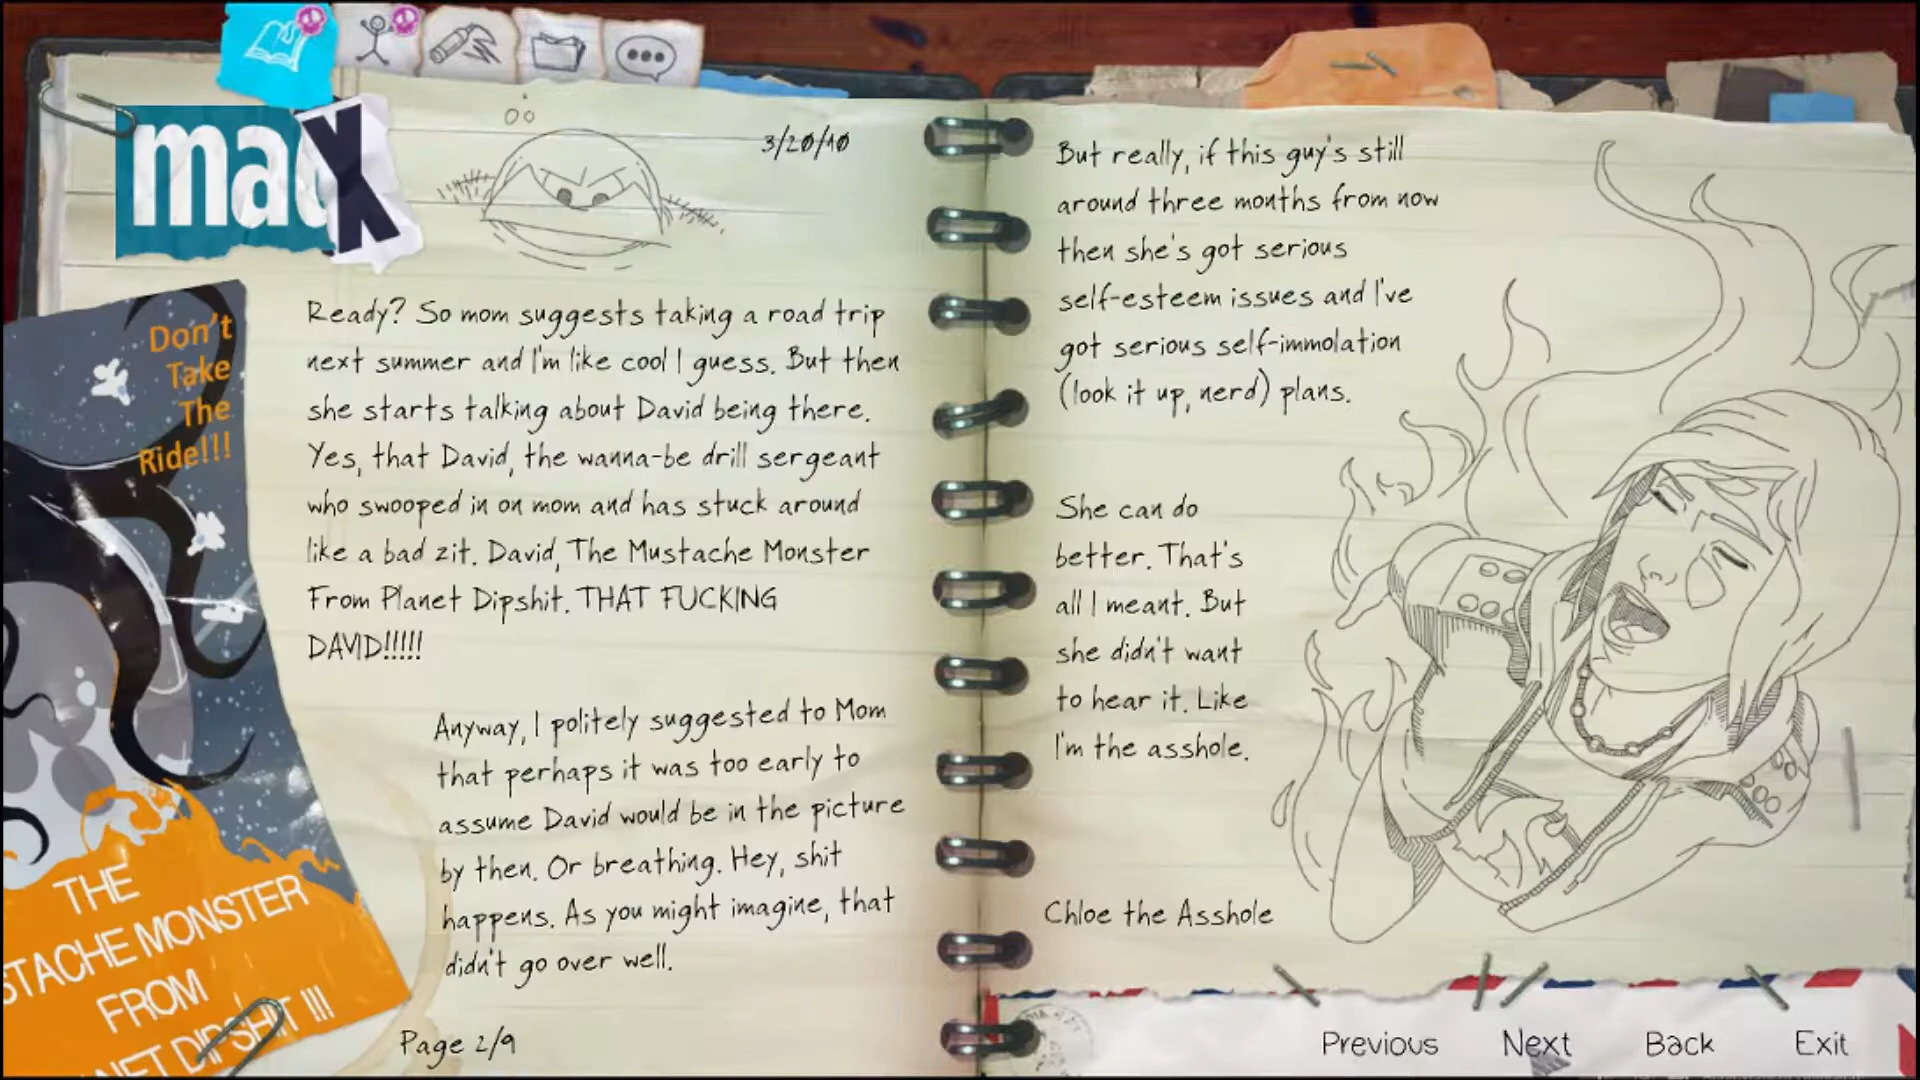 maX
3/20/10
Don't
Take
The
Ride!!!
Ready? So mom suggests taking a road trip
next summer and I'm like cool I guess. But then
she starts talking about David being there.
Yes, that David, the wanna-be drill sergeant
who swooped in on mom and has stuck around
like a bad zit. David, The Mustache Monster
From Planet Dipshit. THAT FUCKING
DAVID!!!!!
Anyway, I politely suggested to Mom
that perhaps it was too early to
assume David would be in the picture
by then. Or breathing. Hey, shit
happens. As you might imagine, that
didn't go over well.
THE
STACHE MONSTER
FROM
NET DIPSHIT !!!
Page 2/9
But really, if this guy's still
around three months from now
then she's got serious
self-esteem issues and I've
got serious self-immolation
(look it up, nerd) plans.
She can do
better. That's
all I meant. But
she didn't want
to hear it. Like
I'm the asshole.
Chloe the Asshole
Previous Next Back Exit